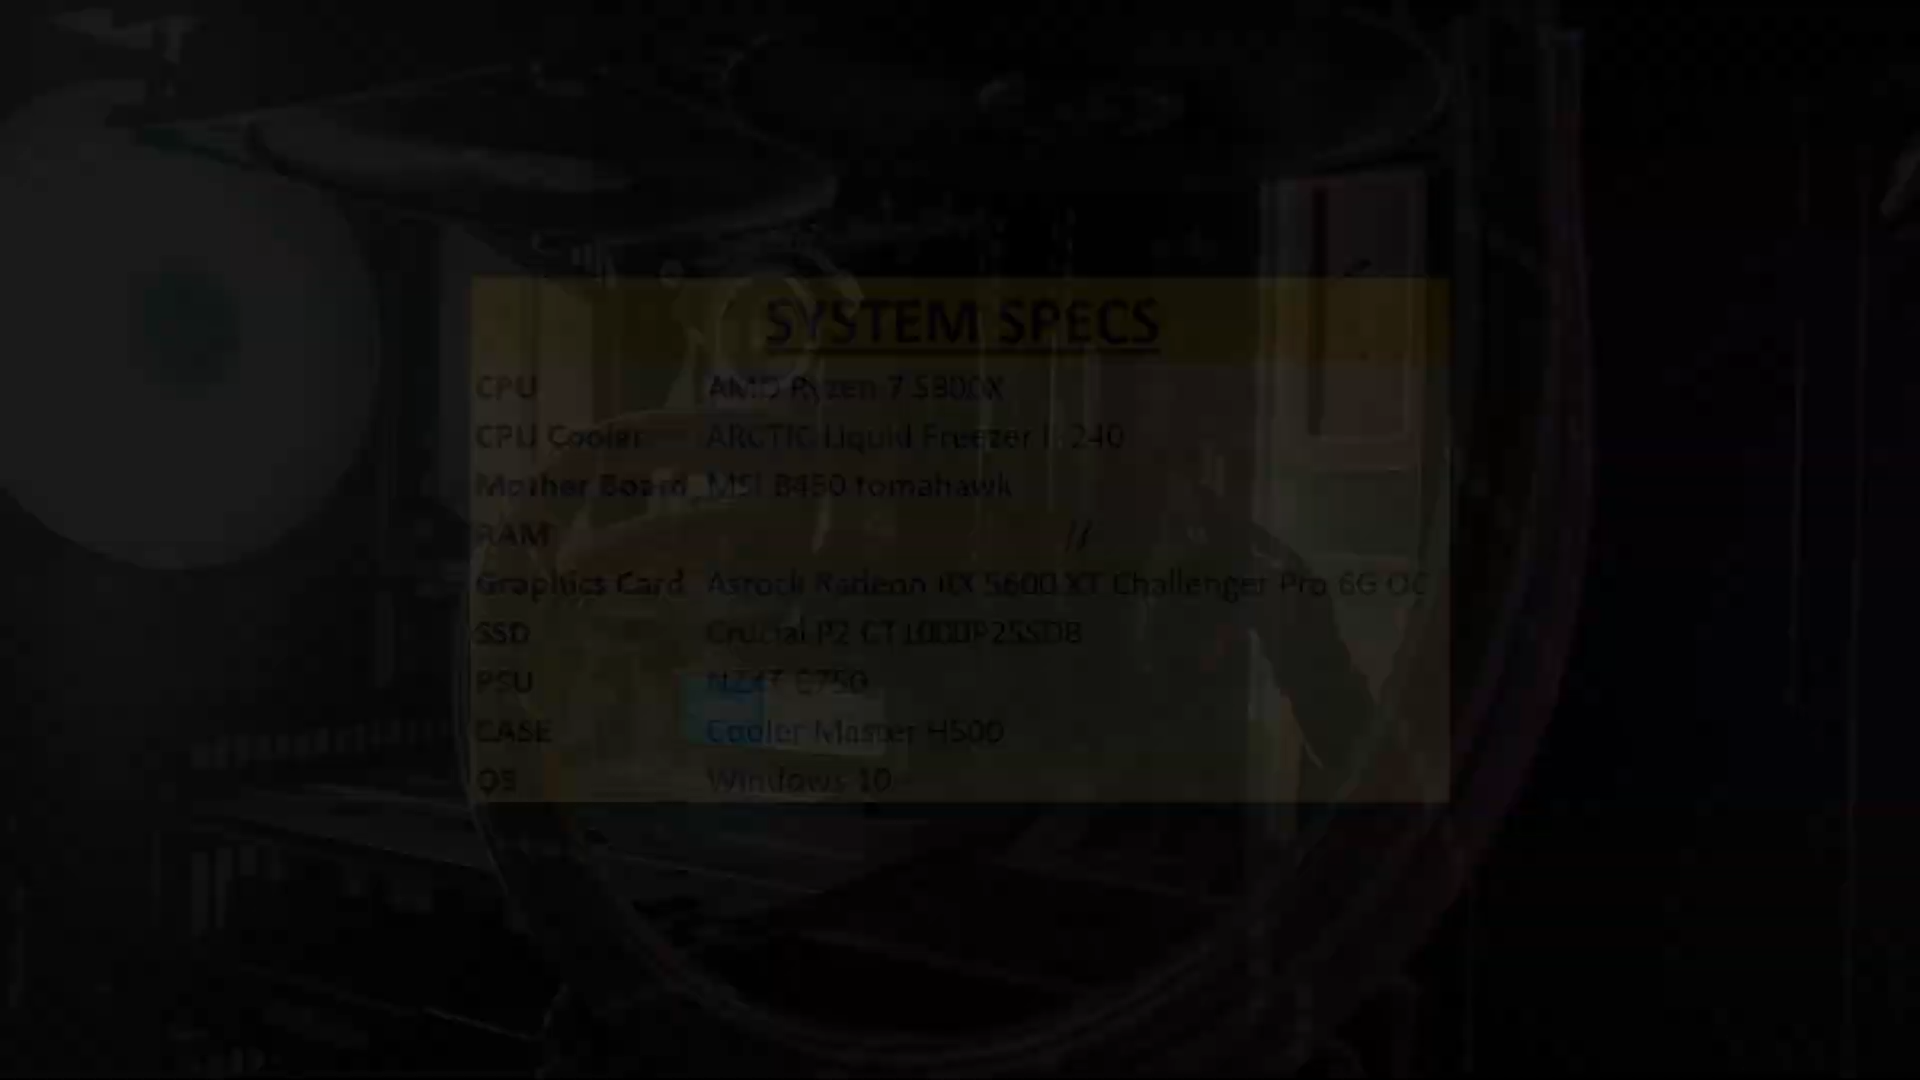 SYSTEM SPECS
CPU AMD Ryzen 7 5800X
CPU Cooler ARCTIC Liquid Freezer II 240
Mother Board MSI B450 tomahawk
RAM //
Graphics Card Asrock Radeon RX 5600 XT Challenger Pro 6G OC
SSD Crucial P2 CT1000P2SSD8
PSU NZXT C750
CASE Cooler Master H500
OS Windows 10